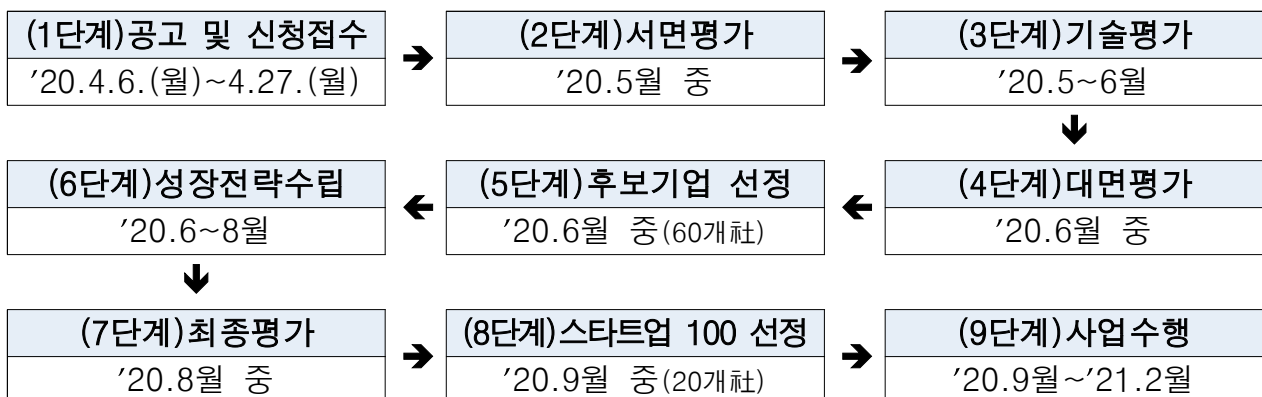 (1단계)공고 및 신청접수
'20.4.6.(월)~4.27.(월)
(2단계)서면평가
'20.5월 중
(3단계)기술평가
'20.5~6월
(4단계)대면평가
'20.6월 중
(5단계)후보기업 선정
'20.6월 중(60개社)
(6단계)성장전략수립
'20.6~8월
(7단계)최종평가
'20.8월 중
(8단계)스타트업 100 선정
'20.9월 중(20개社)
(9단계)사업수행
'20.9월~'21.2월